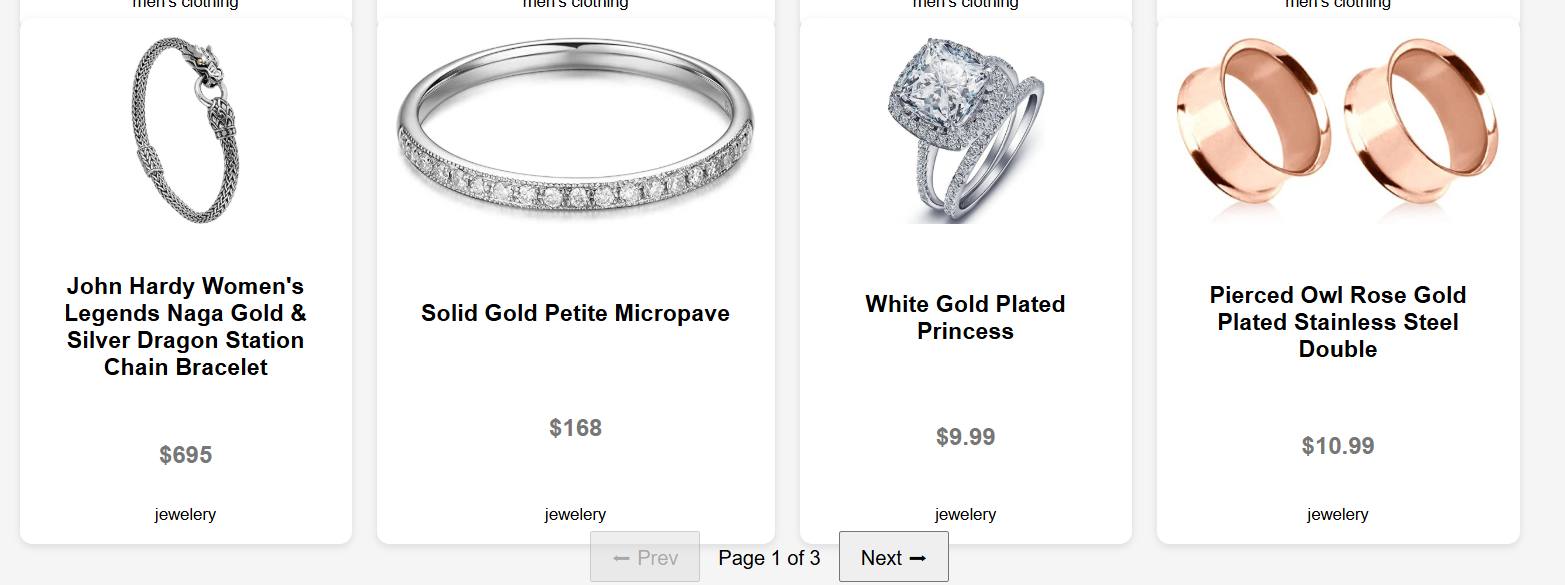 men's clothing
men's clothing
men's clothing
men's clothing
John Hardy Women's
Legends Naga Gold &
Silver Dragon Station
Chain Bracelet
$695
jewelery
Solid Gold Petite Micropave
$168
jewelery
White Gold Plated
Princess
$9.99
jewelery
Pierced Owl Rose Gold
Plated Stainless Steel
Double
$10.99
jewelery
← Prev
Page 1 of 3
Next →